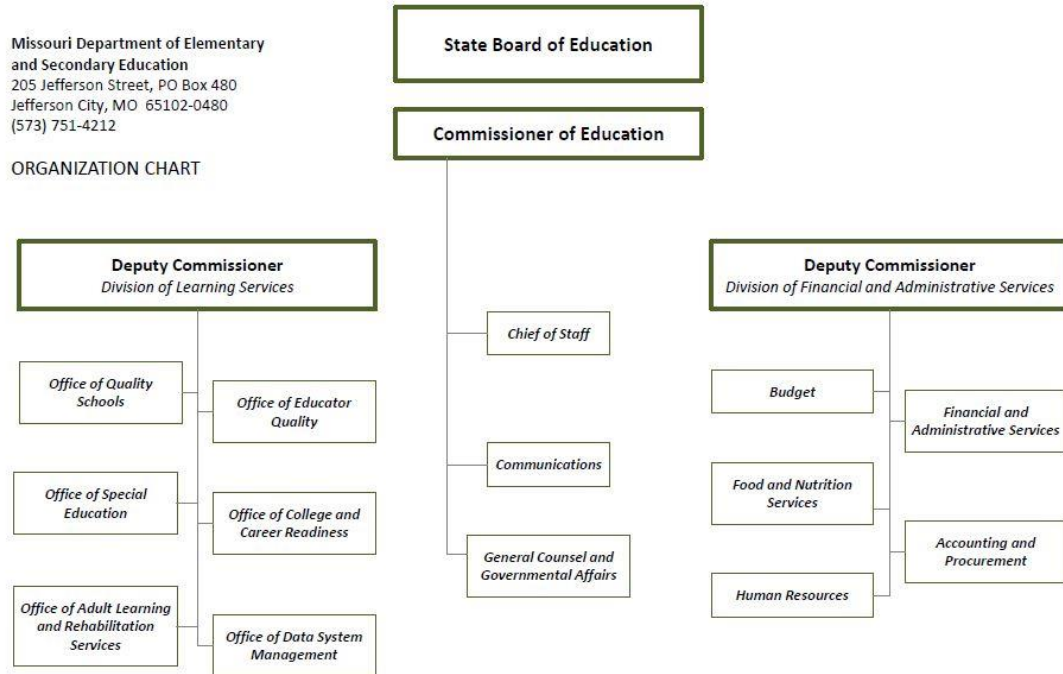 Missouri Department of Elementary
and Secondary Education
205 Jefferson Street, PO Box 480
Jefferson City, MO 65102-0480
(573) 751-4212
ORGANIZATION CHART
State Board of Education
Commissioner of Education
Deputy Commissioner
Division of Learning Services
Office of Quality
Schools
Office of Educator
Quality
Office of Special
Education
Office of College and
Career Readiness
Office of Adult Learning
and Rehabilitation
Services
Office of Data System
Management
Chief of Staff
Communications
General Counsel and
Governmental Affairs
Deputy Commissioner
Division of Financial and Administrative Services
Budget
Financial and
Administrative Services
Food and Nutrition
Services
Accounting and
Procurement
Human Resources